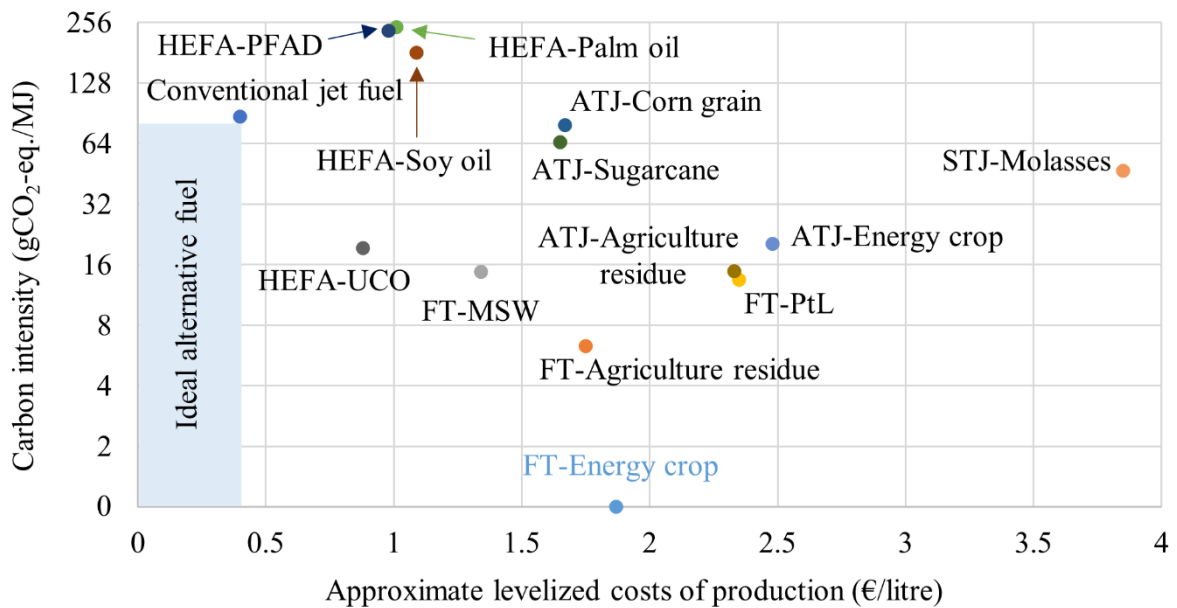 Carbon intensity (gCO₂-eq./MJ)
256
128
64
32
16
8
4
2
0
HEFA-PFAD
HEFA-Palm oil
Conventional jet fuel
ATJ-Corn grain
HEFA-Soy oil
ATJ-Sugarcane
STJ-Molasses
Ideal alternative fuel
ATJ-Agriculture
residue
ATJ-Energy crop
HEFA-UCO
FT-MSW
FT-PtL
FT-Agriculture residue
FT-Energy crop
0
0.5
1
1.5
2
2.5
3
3.5
4
Approximate levelized costs of production (€/litre)